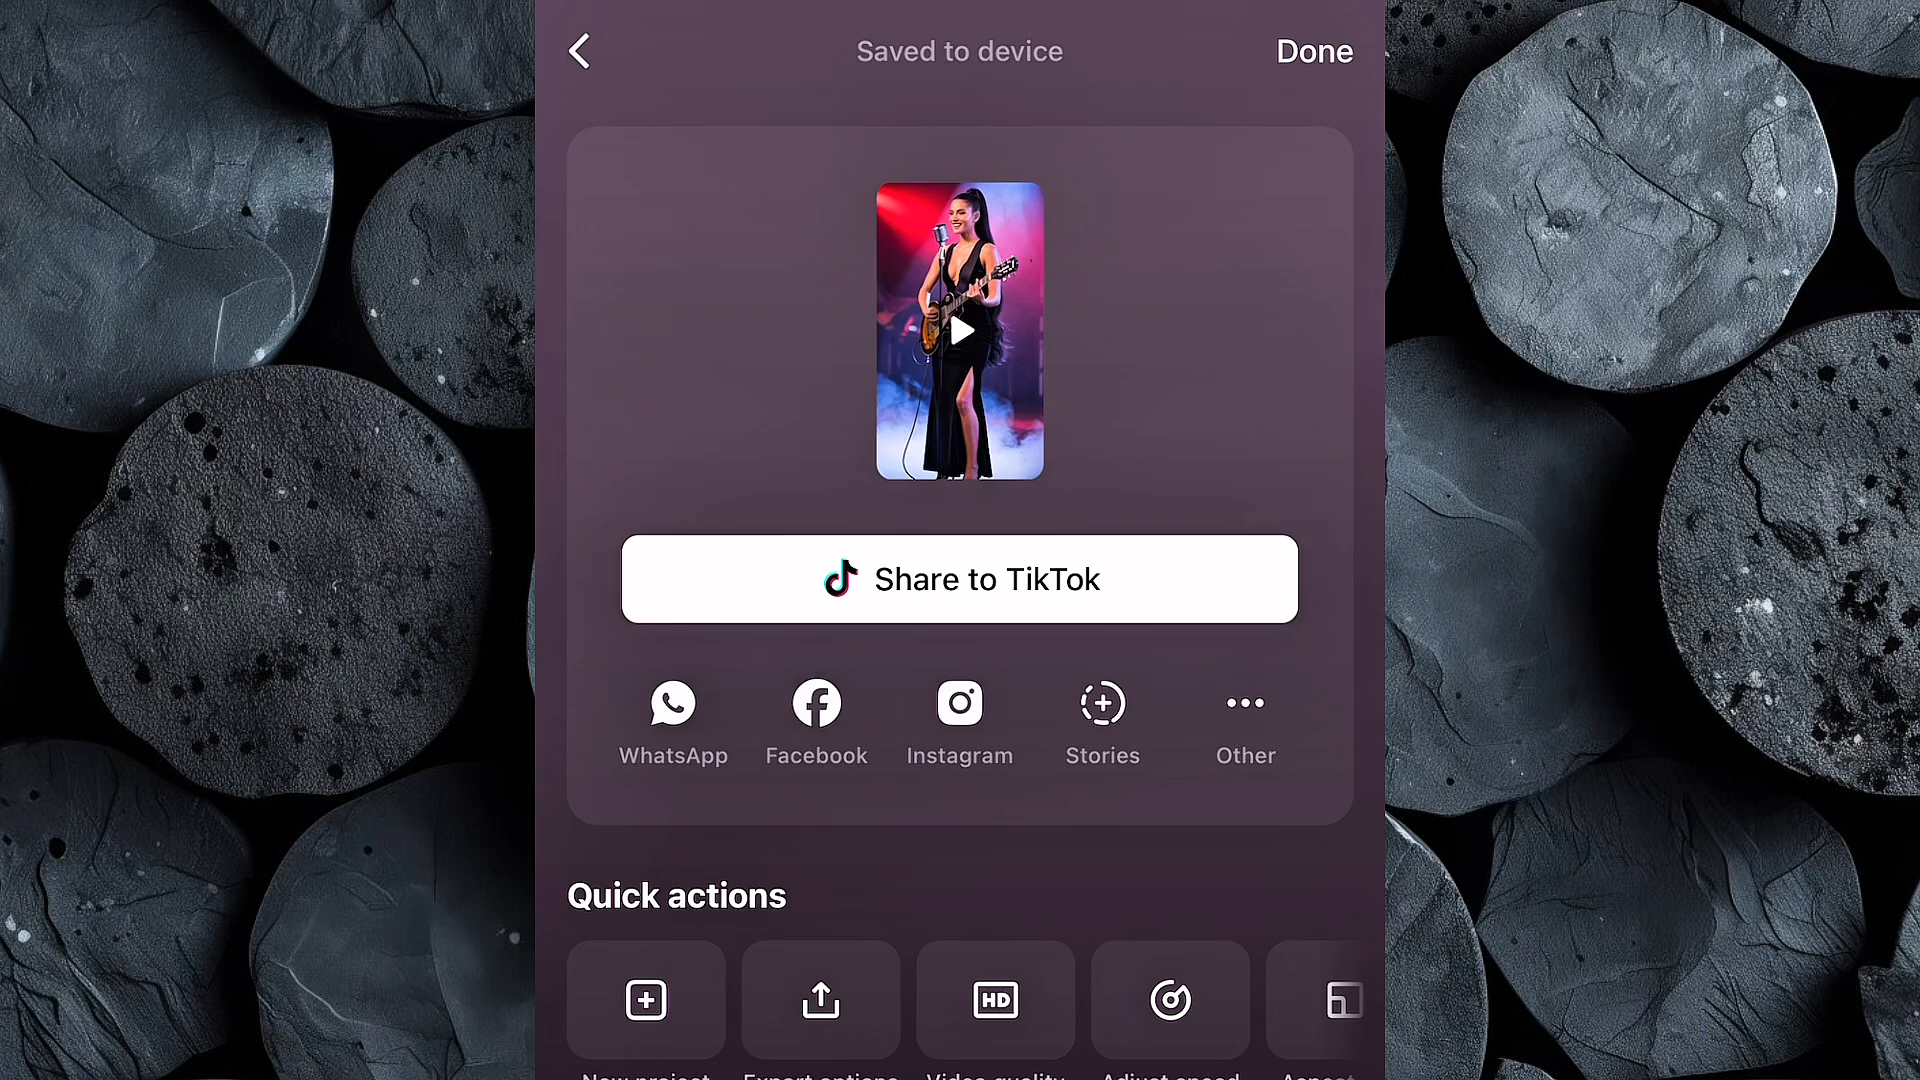 Saved to device
Done
Share to TikTok
WhatsApp Facebook Instagram Stories Other
Quick actions
HD
New project Export options Video quality Adjust speed Aspect